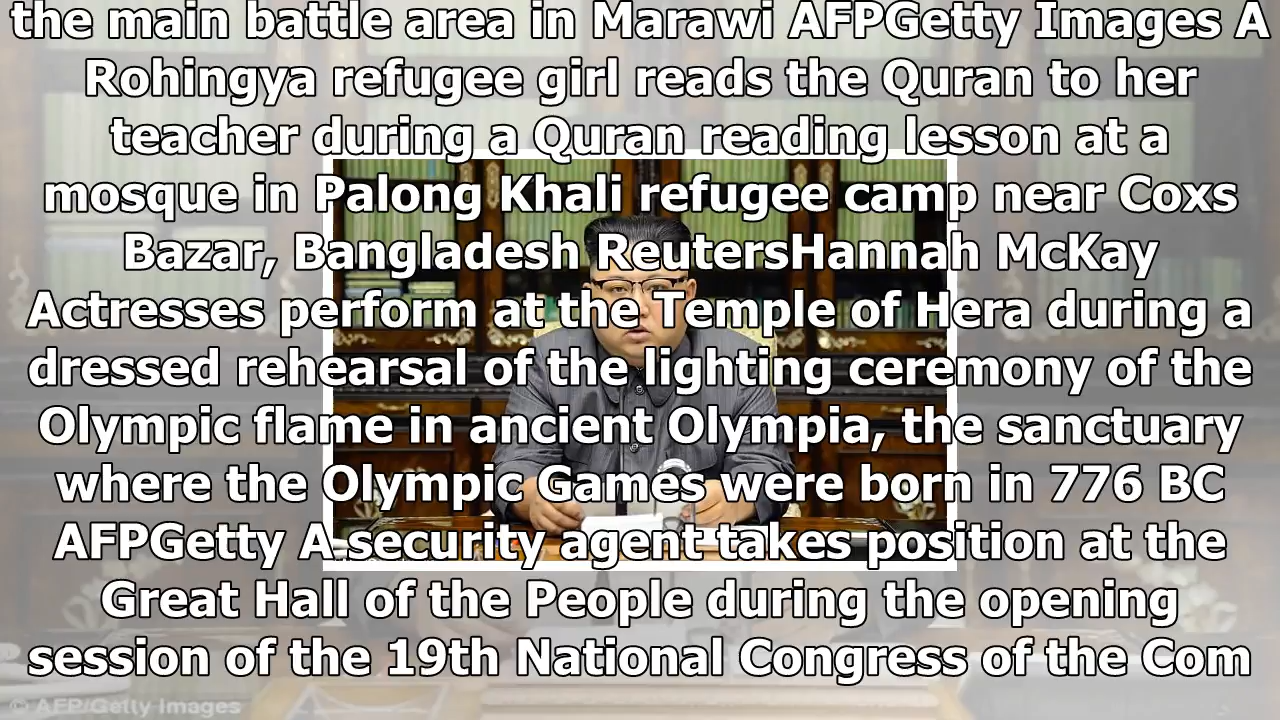 the main battle area in Marawi AFPGetty Images A
Rohingya refugee girl reads the Quran to her
teacher during a Quran reading lesson at a
mosque in Palong Khali refugee camp near Coxs
Bazar, Bangladesh ReutersHannah McKay
Actresses perform at the Temple of Hera during a
dressed rehearsal of the lighting ceremony of the
Olympic flame in ancient Olympia, the sanctuary
where the Olympic Games were born in 776 BC
AFPGetty A security agent takes position at the
Great Hall of the People during the opening
session of the 19th National Congress of the Com
© AFP/Getty Images